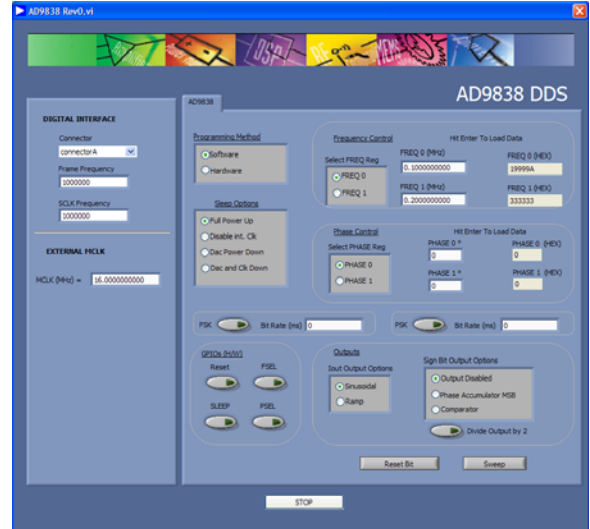 AD9838 Rev0.vi
DSP
RF
MEMS
AD9838 DDS
DIGITAL INTERFACE
Connector
connectorA
Frame Frequency
1000000
SCLK Frequency
1000000
EXTERNAL MCLK
MCLK (MHz) = 16.0000000000
AD9838
Programming Method
Software
Hardware
Sleep Options
Full Power Up
Disable int. Clk
Dac Power Down
Dac and Clk Down
Frequency Control
Hit Enter To Load Data
Select FREQ Reg
FREQ 0
FREQ 1
FREQ 0 (MHz)
0.1000000000
FREQ 0 (HEX)
19999A
FREQ 1 (MHz)
0.2000000000
FREQ 1 (HEX)
333333
Phase Control
Hit Enter To Load Data
Select PHASE Reg
PHASE 0
PHASE 1
PHASE 0 °
0
PHASE 0 (HEX)
0
PHASE 1 °
0
PHASE 1 (HEX)
0
FSK
Bit Rate (ms) 0
PSK
Bit Rate (ms) 0
GPIOs (H/W)
Reset
FSEL
SLEEP
PSEL
Outputs
Iout Output Options
Sinusoidal
Ramp
Sign Bit Output Options
Output Disabled
Phase Accumulator MSB
Comparator
Divide Output by 2
Reset Bit
Sweep
STOP